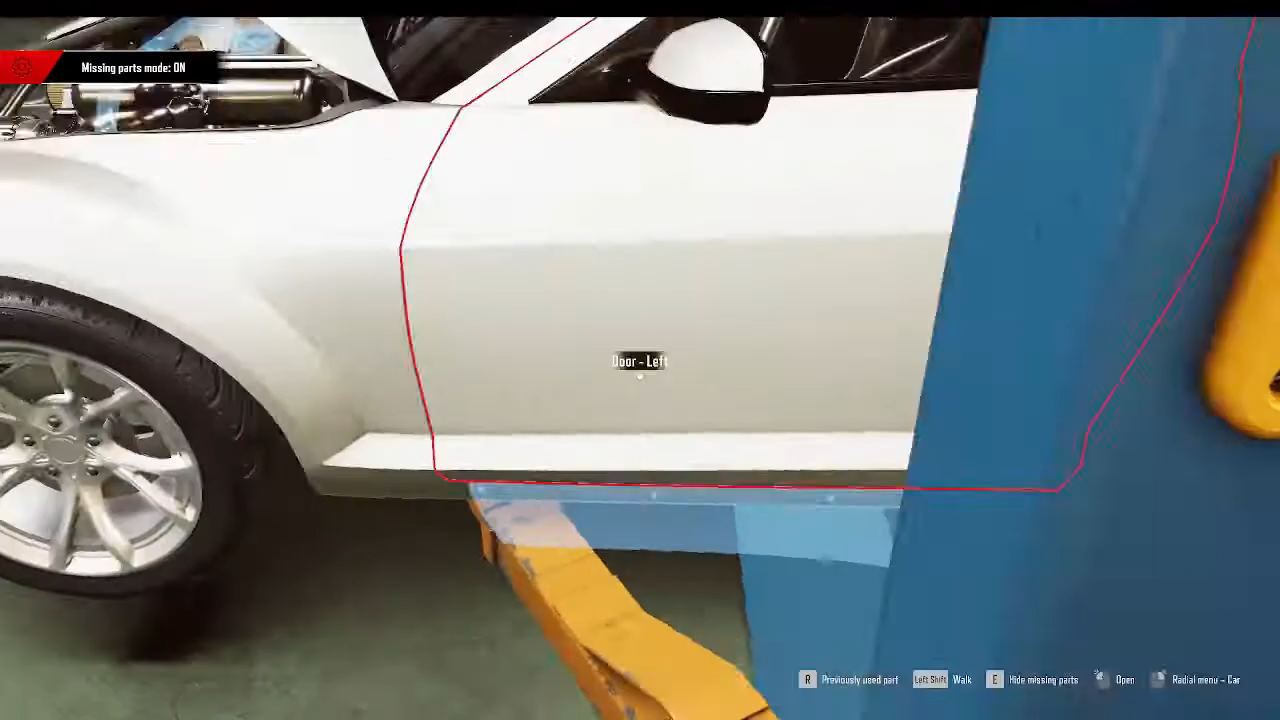 Missing parts mode: ON
Door - Left
R Previously used part Left Shift Walk E Hide missing parts Open Radial menu - Car